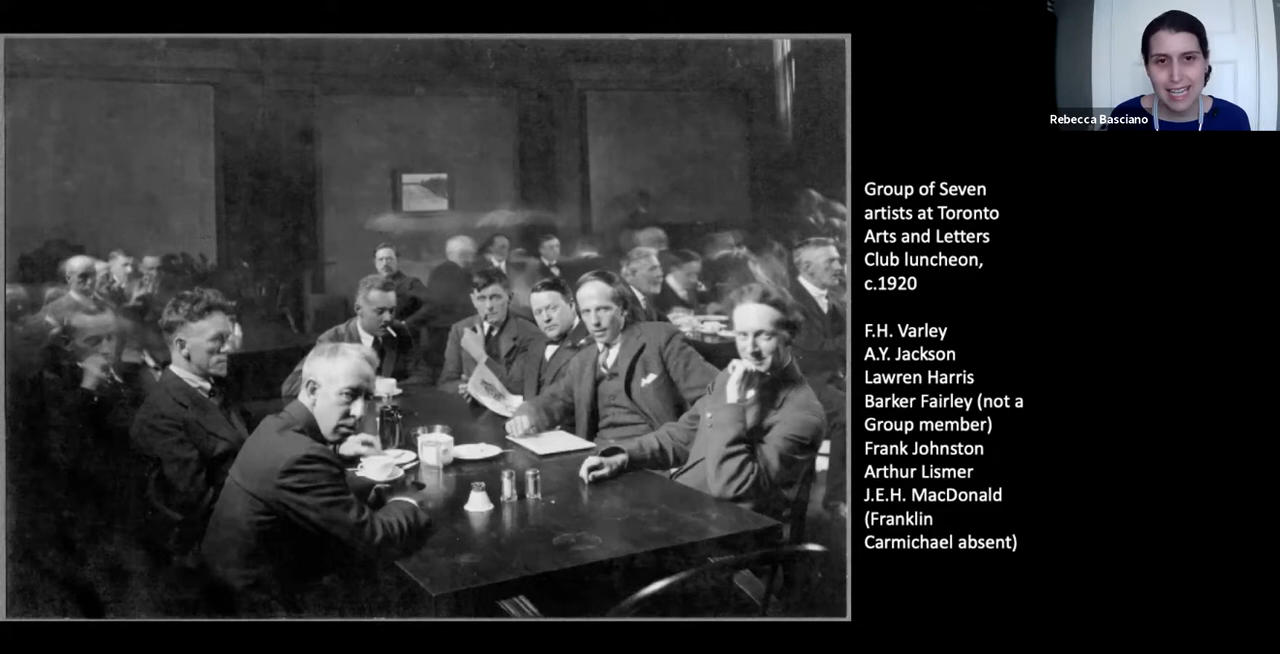 Rebecca Basciano
Group of Seven
artists at Toronto
Arts and Letters
Club luncheon,
c.1920
F.H. Varley
A.Y. Jackson
Lawren Harris
Barker Fairley (not a
Group member)
Frank Johnston
Arthur Lismer
J.E.H. MacDonald
(Franklin
Carmichael absent)